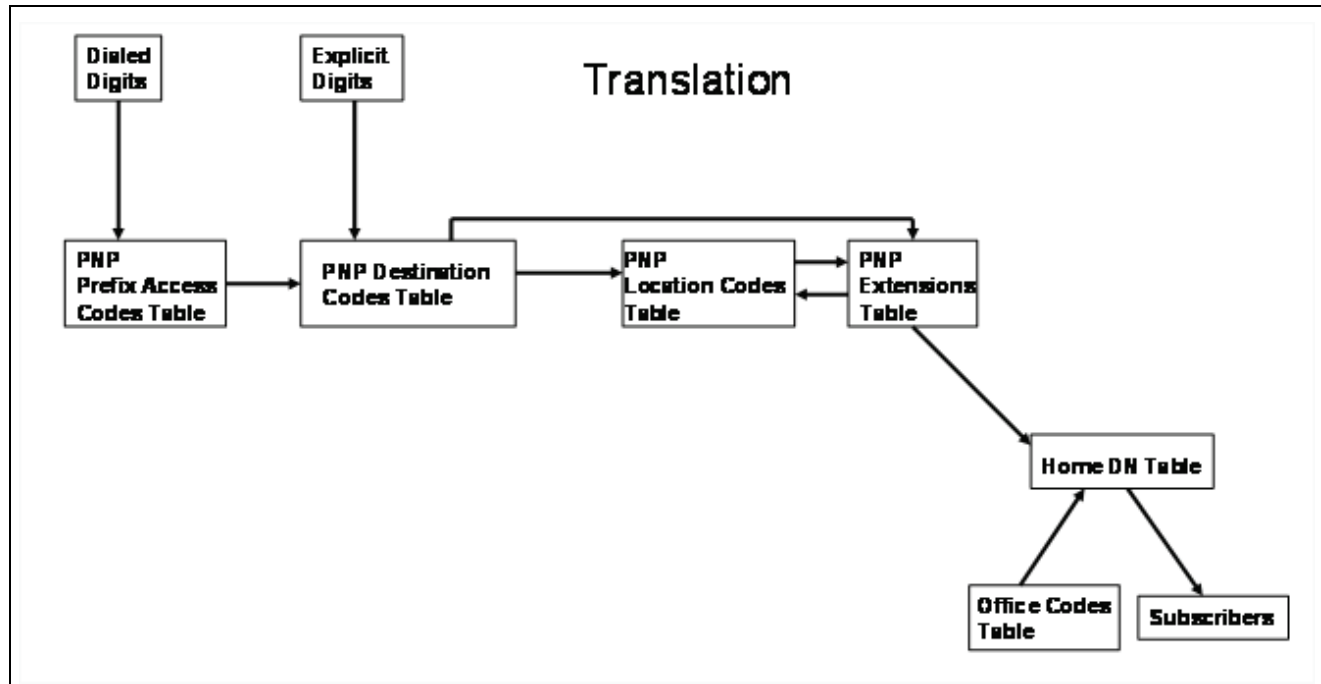 Dialed
Digits
Explicit
Digits
Translation
PNP
Prefix Access
Codes Table
PNP Destination
Codes Table
PNP
Location Codes
Table
PNP
Extensions
Table
Home DN Table
Office Codes
Table
Subscribers